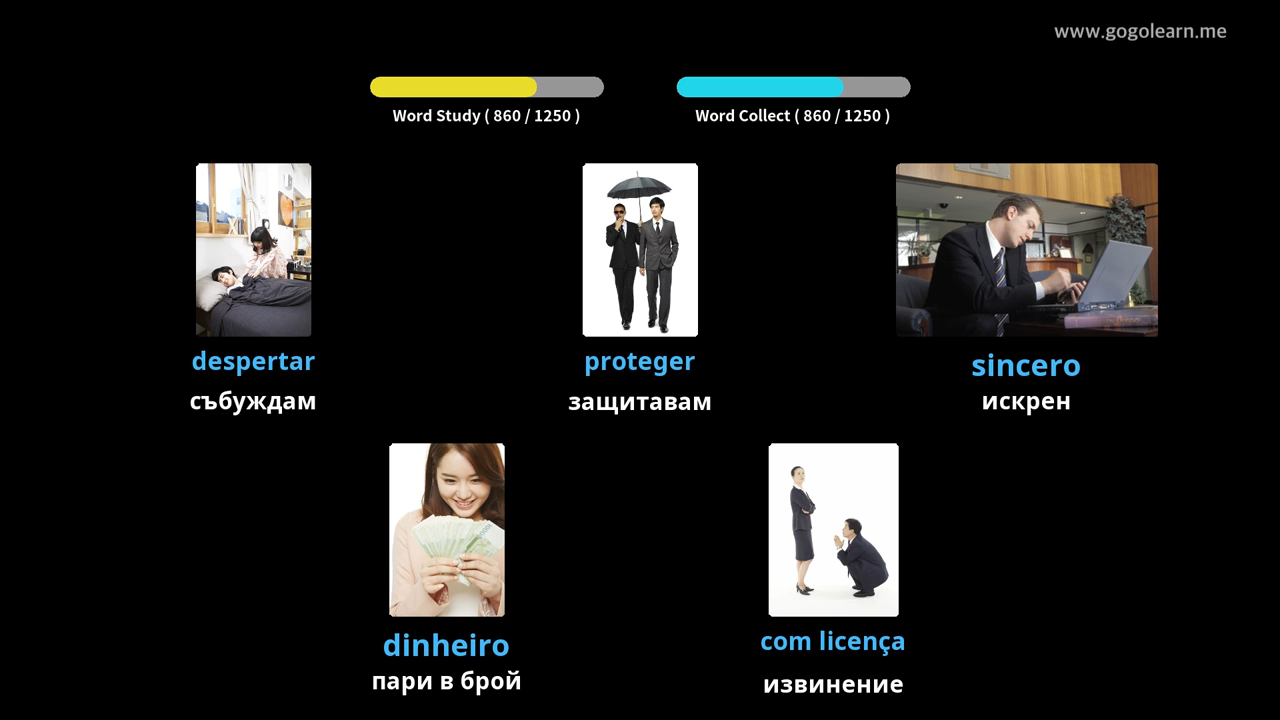 www.gogolearn.me
Word Study ( 860 / 1250 )
Word Collect ( 860 / 1250 )
despertar
събуждам
proteger
защитавам
sincero
искрен
dinheiro
пари в брой
com licença
извинение